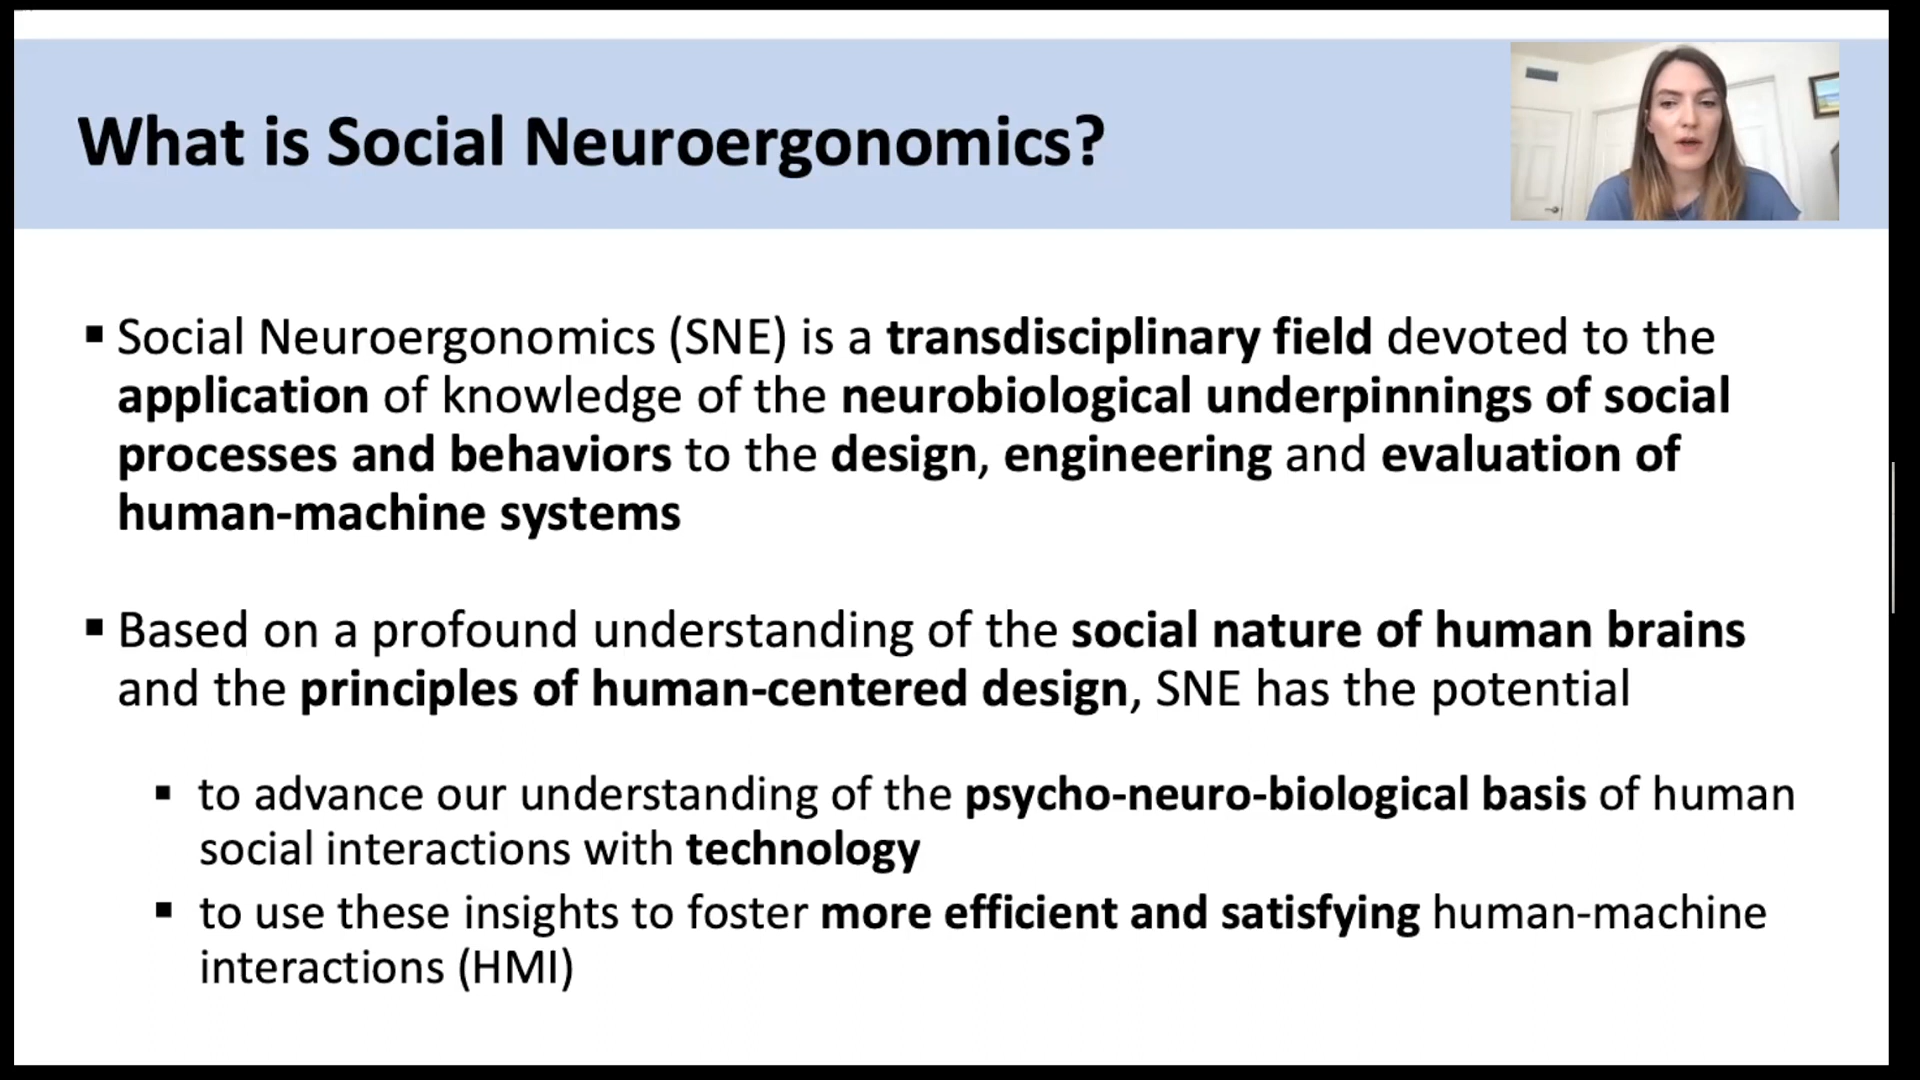 What is Social Neuroergonomics?
▪ Social Neuroergonomics (SNE) is a transdisciplinary field devoted to the
application of knowledge of the neurobiological underpinnings of social
processes and behaviors to the design, engineering and evaluation of
human-machine systems
▪ Based on a profound understanding of the social nature of human brains
and the principles of human-centered design, SNE has the potential
▪ to advance our understanding of the psycho-neuro-biological basis of human
social interactions with technology
▪ to use these insights to foster more efficient and satisfying human-machine
interactions (HMI)